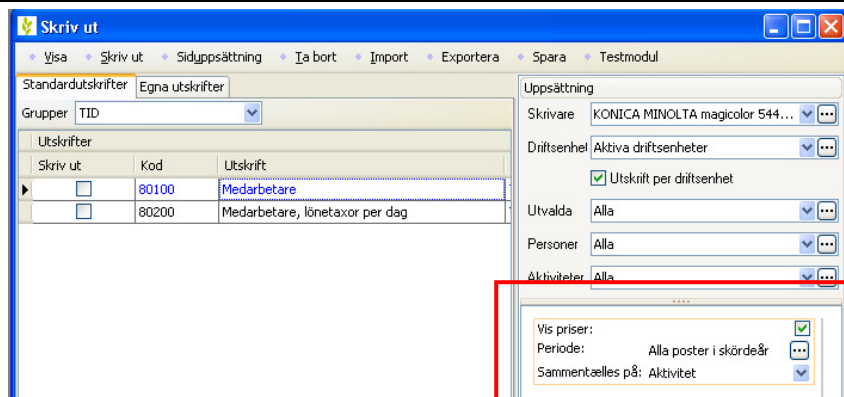 Skriv ut
Visa Skriv ut Siduppsättning Ta bort Import Exportera Spara Testmodul
Standardutskrifter Egna utskrifter
Grupper TID
Utskrifter
Skriv ut Kod Utskrift
80100 Medarbetare
80200 Medarbetare, lönetaxor per dag
Uppsättning
Skrivare KONICA MINOLTA magicolor 544...
Driftsenhet Aktiva driftsenheter
Utskrift per driftsenhet
Utvalda Alla
Personer Alla
Aktiviteter Alla
Vis priser:
Periode: Alla poster i skördeår
Sammentælles på: Aktivitet